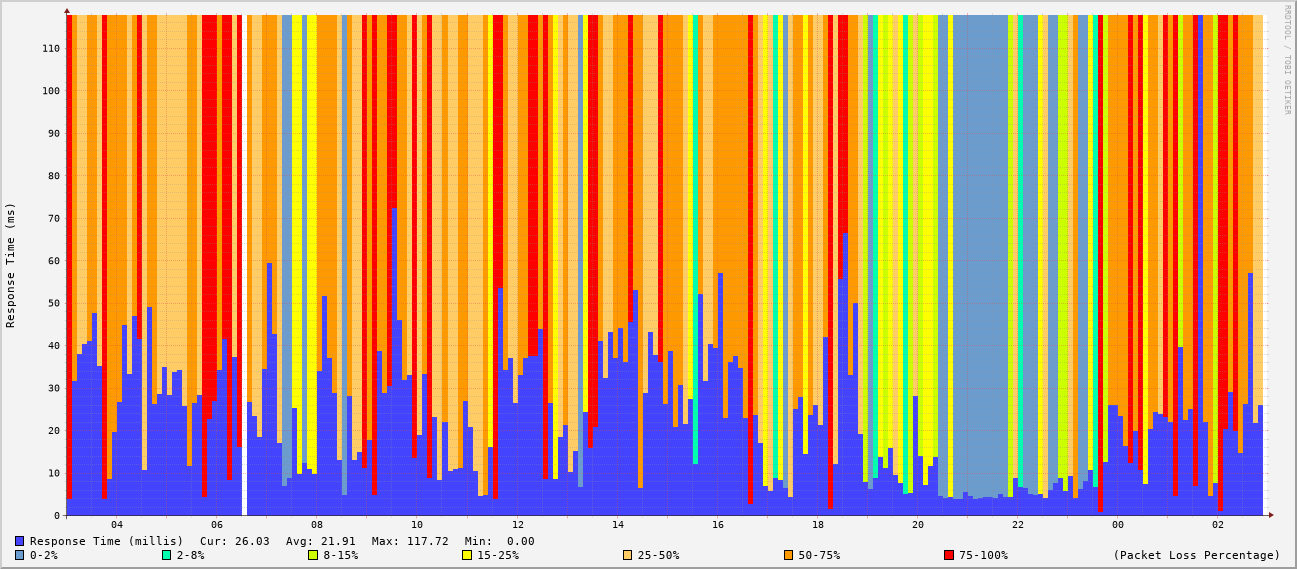 RRDTOOL / TOBI OETIKER
Response Time (ms)
110
100
90
80
70
60
50
40
30
20
10
0
04 06 08 10 12 14 16 18 20 22 00 02
Response Time (millis) Cur: 26.03 Avg: 21.91 Max: 117.72 Min: 0.00
0-2% 2-8% 8-15% 15-25% 25-50% 50-75% 75-100% (Packet Loss Percentage)